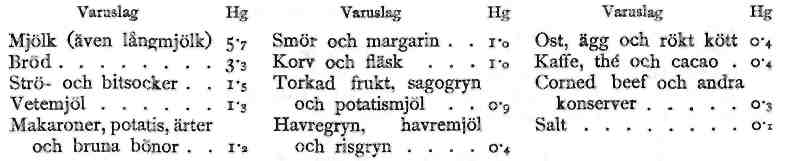 Varuslag Hg
Mjölk (även långmjölk) 5·7
Bröd . . . . . . . . 3·3
Strö- och bitsocker . . 1·5
Vetemjöl . . . . . . . 1·3
Makaroner, potatis, ärter
och bruna bönor . . 1·2
Varuslag Hg
Smör och margarin . . 1·0
Korv och fläsk . . . 1·0
Torkad frukt, sagogryn
och potatismjöl . . 0·9
Havregryn, havremjöl
och risgryn . . . . 0·4
Varuslag Hg
Ost, ägg och rökt kött 0·4
Kaffe, thé och cacao . 0·4
Corned beef och andra
konserver . . . . . 0·3
Salt . . . . . . . . 0·1